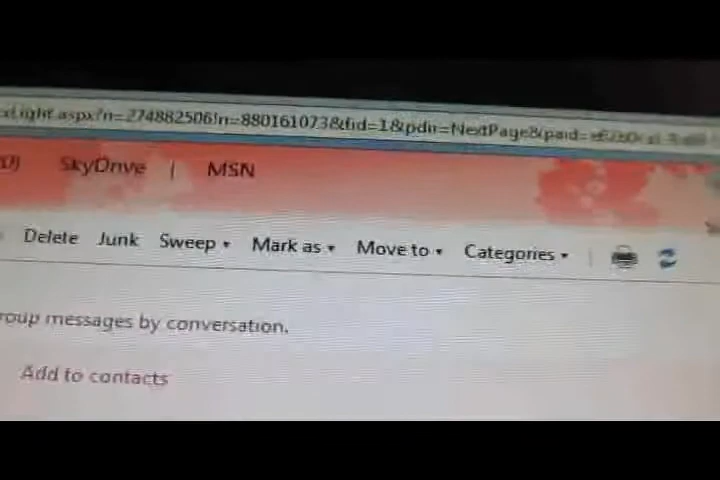 xLight.aspx?n=274882506!n=880161073&fid=1&pdir=NextPage&paid=
SkyDrive | MSN
Delete Junk Sweep Mark as Move to Categories
roup messages by conversation.
Add to contacts